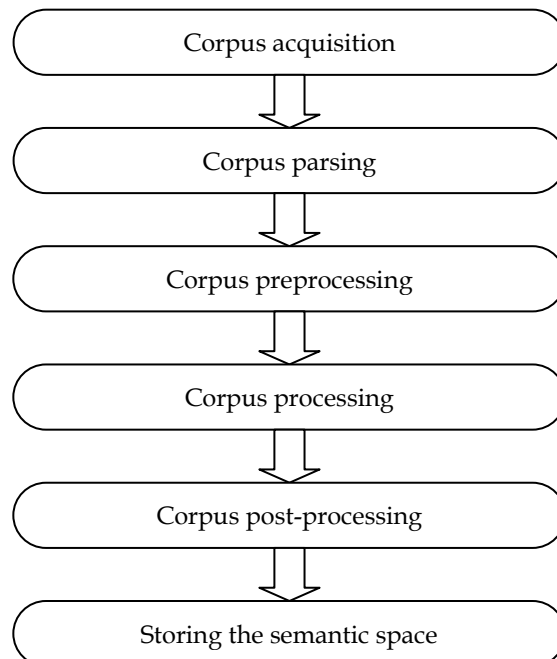 Corpus acquisition
Corpus parsing
Corpus preprocessing
Corpus processing
Corpus post-processing
Storing the semantic space